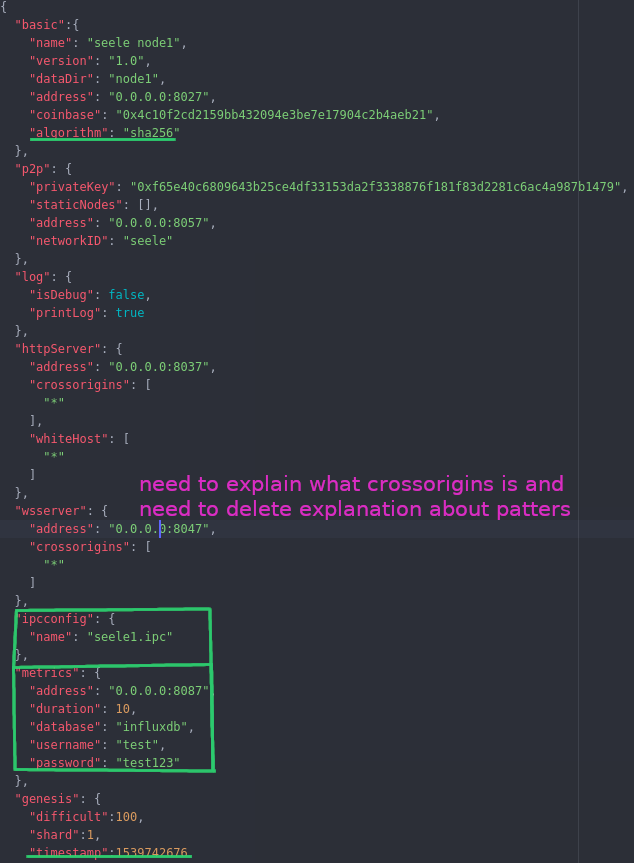 {
  "basic":{
    "name": "seele node1",
    "version": "1.0",
    "dataDir": "node1",
    "address": "0.0.0.0:8027",
    "coinbase": "0x4c10f2cd2159bb432094e3be7e17904c2b4aeb21",
    "algorithm": "sha256"
  },
  "p2p": {
    "privateKey": "0xf65e40c6809643b25ce4df33153da2f3338876f181f83d2281c6ac4a987b1479",
    "staticNodes": [],
    "address": "0.0.0.0:8057",
    "networkID": "seele"
  },
  "log": {
    "isDebug": false,
    "printLog": true
  },
  "httpServer": {
    "address": "0.0.0.0:8037",
    "crossorigins": [
      "*"
    ],
    "whiteHost": [
      "*"
    ]
need to explain what crossorigins is and
  },
need to delete explanation about patters
  "wsserver": {
    "address": "0.0.0.0:8047",
    "crossorigins": [
      "*"
    ]
  },
  "ipcconfig": {
    "name": "seele1.ipc"
  },
  "metrics": {
    "address": "0.0.0.0:8087"
    "duration": 10,
    "database": "influxdb",
    "username": "test",
    "password": "test123"
  },
  "genesis": {
    "difficult":100,
    "shard":1,
    "timestamp":1539742676